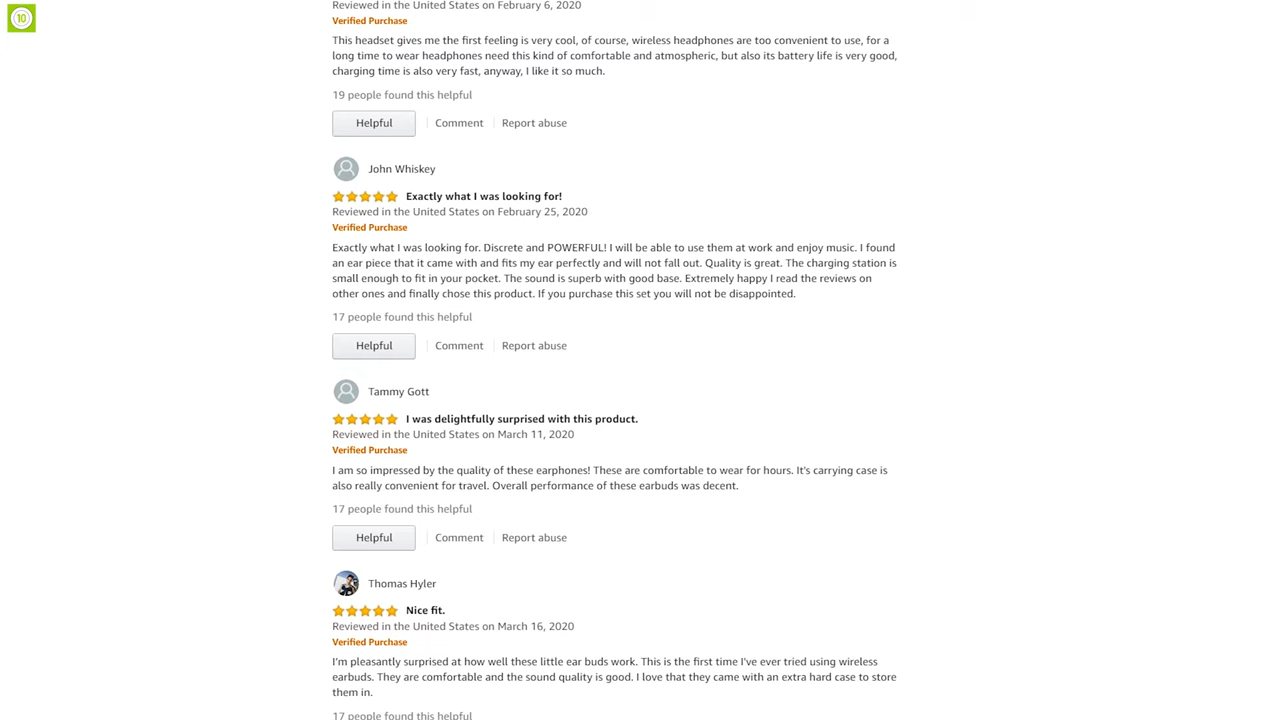 10
Reviewed in the United States on February 6, 2020
Verified Purchase
This headset gives me the first feeling is very cool, of course, wireless headphones are too convenient to use, for a
long time to wear headphones need this kind of comfortable and atmospheric, but also its battery life is very good,
charging time is also very fast, anyway, I like it so much.
19 people found this helpful
Helpful Comment Report abuse
John Whiskey
Exactly what I was looking for!
Reviewed in the United States on February 25, 2020
Verified Purchase
Exactly what I was looking for. Discrete and POWERFUL! I will be able to use them at work and enjoy music. I found
an ear piece that it came with and fits my ear perfectly and will not fall out. Quality is great. The charging station is
small enough to fit in your pocket. The sound is superb with good base. Extremely happy I read the reviews on
other ones and finally chose this product. If you purchase this set you will not be disappointed.
17 people found this helpful
Helpful Comment Report abuse
Tammy Gott
I was delightfully surprised with this product.
Reviewed in the United States on March 11, 2020
Verified Purchase
I am so impressed by the quality of these earphones! These are comfortable to wear for hours. It's carrying case is
also really convenient for travel. Overall performance of these earbuds was decent.
17 people found this helpful
Helpful Comment Report abuse
Thomas Hyler
Nice fit.
Reviewed in the United States on March 16, 2020
Verified Purchase
I'm pleasantly surprised at how well these little ear buds work. This is the first time I've ever tried using wireless
earbuds. They are comfortable and the sound quality is good. I love that they came with an extra hard case to store
them in.
17 people found this helpful